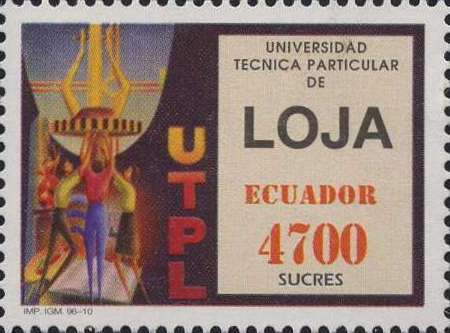 UTPL
UNIVERSIDAD
TECNICA PARTICULAR
DE
LOJA
ECUADOR
4700
SUCRES
IMP. IGM. 96-10